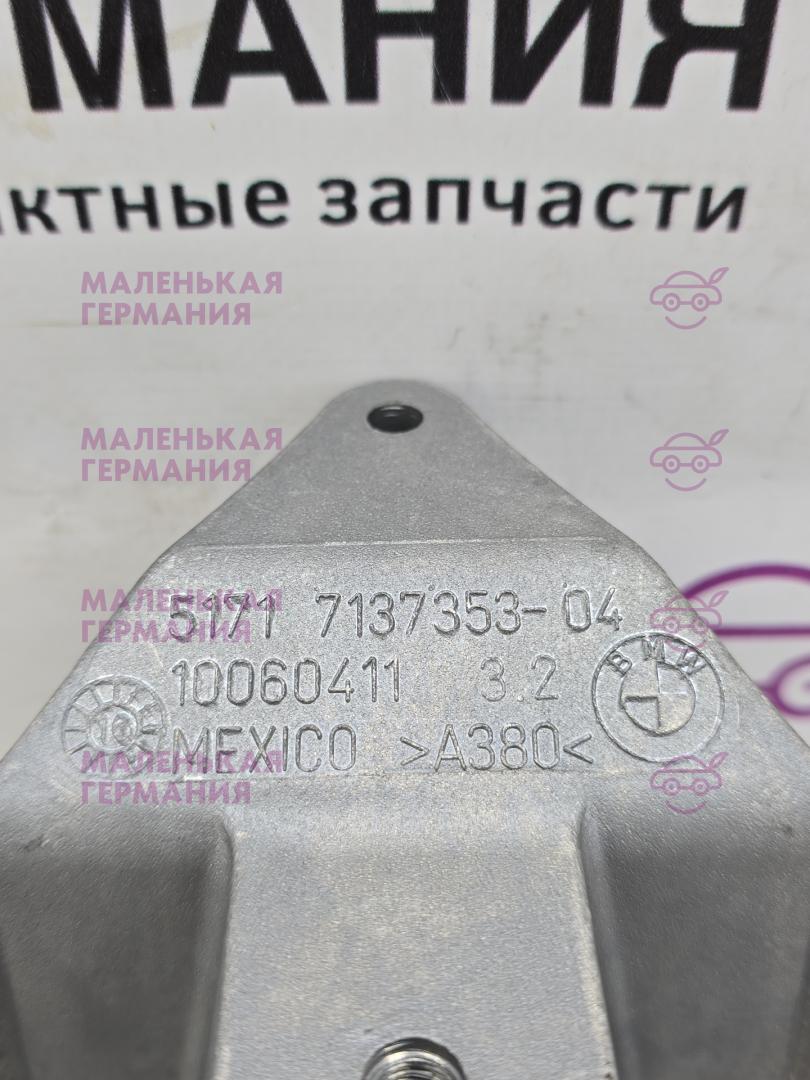 МАНИЯ
ктные запчасти
МАЛЕНЬКАЯ
ГЕРМАНИЯ
МАЛЕНЬКАЯ
ГЕРМАНИЯ
МАЛЕНЬКАЯ
ГЕРМАНИЯ
5171 7137353-04
10060411 3.2
BMW
10
MEXICO >A380<
МАЛЕНЬКАЯ
ГЕРМАНИЯ